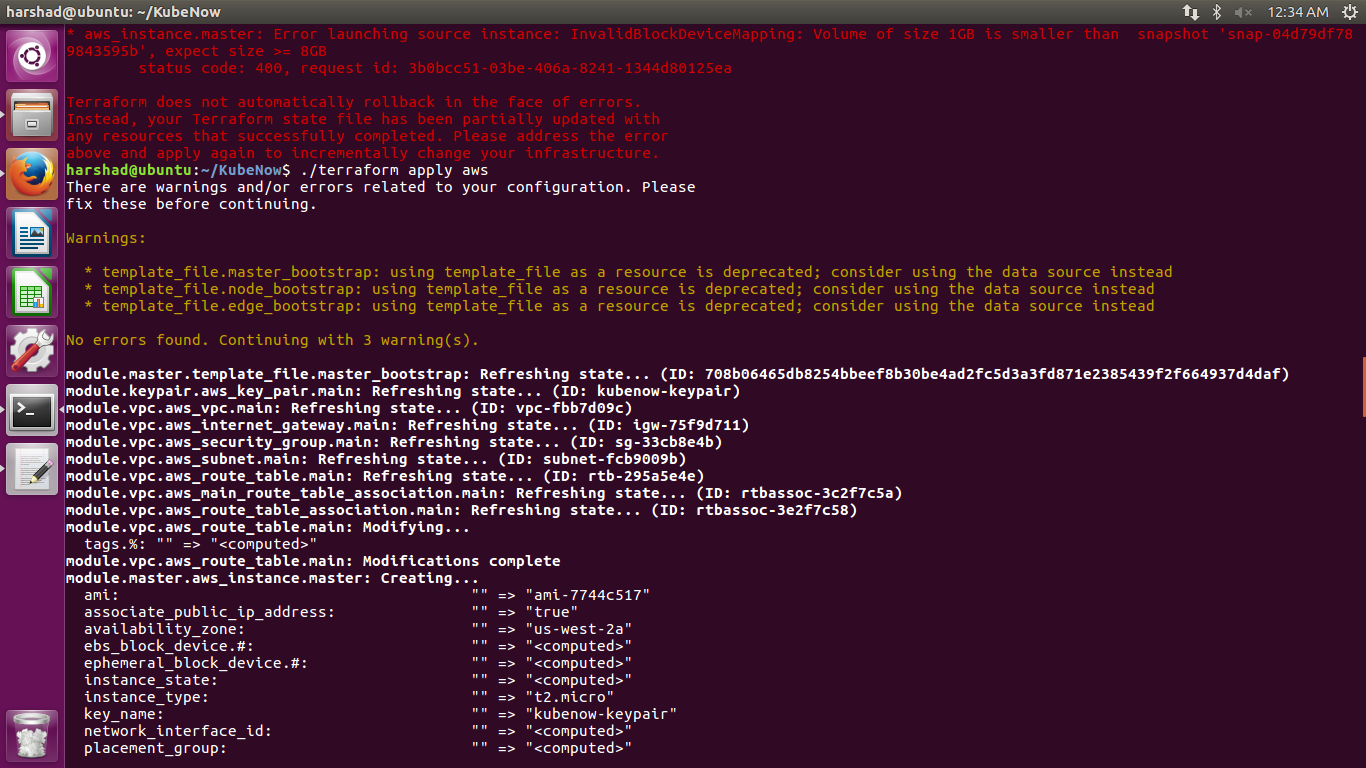 harshad@ubuntu: ~/KubeNow
12:34 AM
* aws_instance.master: Error launching source instance: InvalidBlockDeviceMapping: Volume of size 1GB is smaller than  snapshot 'snap-04d79df78
9843595b', expect size >= 8GB
        status code: 400, request id: 3b0bcc51-03be-406a-8241-1344d80125ea
Terraform does not automatically rollback in the face of errors.
Instead, your Terraform state file has been partially updated with
any resources that successfully completed. Please address the error
above and apply again to incrementally change your infrastructure.
harshad@ubuntu:~/KubeNow$ ./terraform apply aws
There are warnings and/or errors related to your configuration. Please
fix these before continuing.
Warnings:
  * template_file.master_bootstrap: using template_file as a resource is deprecated; consider using the data source instead
  * template_file.node_bootstrap: using template_file as a resource is deprecated; consider using the data source instead
  * template_file.edge_bootstrap: using template_file as a resource is deprecated; consider using the data source instead
No errors found. Continuing with 3 warning(s).
module.master.template_file.master_bootstrap: Refreshing state... (ID: 708b06465db8254bbeef8b30be4ad2fc5d3a3fd871e2385439f2f664937d4daf)
module.keypair.aws_key_pair.main: Refreshing state... (ID: kubenow-keypair)
module.vpc.aws_vpc.main: Refreshing state... (ID: vpc-fbb7d09c)
module.vpc.aws_internet_gateway.main: Refreshing state... (ID: igw-75f9d711)
module.vpc.aws_security_group.main: Refreshing state... (ID: sg-33cb8e4b)
module.vpc.aws_subnet.main: Refreshing state... (ID: subnet-fcb9009b)
module.vpc.aws_route_table.main: Refreshing state... (ID: rtb-295a5e4e)
module.vpc.aws_main_route_table_association.main: Refreshing state... (ID: rtbassoc-3c2f7c5a)
module.vpc.aws_route_table_association.main: Refreshing state... (ID: rtbassoc-3e2f7c58)
module.vpc.aws_route_table.main: Modifying...
  tags.%: "" => "<computed>"
module.vpc.aws_route_table.main: Modifications complete
module.master.aws_instance.master: Creating...
  ami:                                       "" => "ami-7744c517"
  associate_public_ip_address:               "" => "true"
  availability_zone:                         "" => "us-west-2a"
  ebs_block_device.#:                        "" => "<computed>"
  ephemeral_block_device.#:                  "" => "<computed>"
  instance_state:                            "" => "<computed>"
  instance_type:                             "" => "t2.micro"
  key_name:                                  "" => "kubenow-keypair"
  network_interface_id:                      "" => "<computed>"
  placement_group:                           "" => "<computed>"